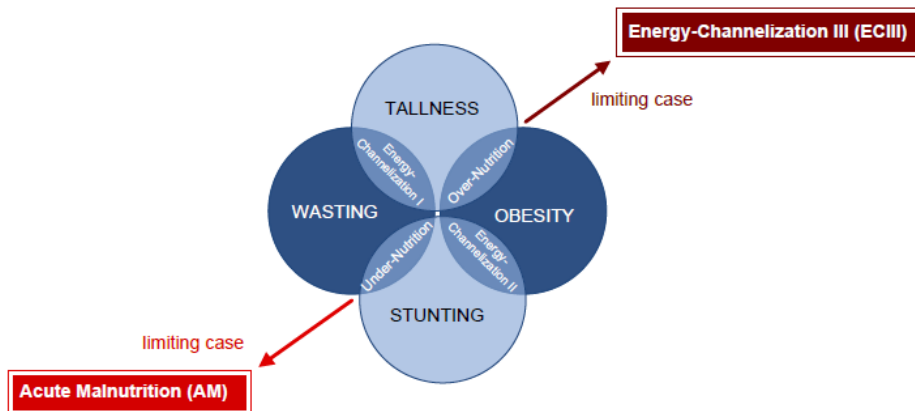 Energy-Channelization III (ECIII)
limiting case
TALLNESS
Energy-
Channelization I
Over-Nutrition
WASTING
OBESITY
Under-Nutrition
Energy-
Channelization II
STUNTING
limiting case
Acute Malnutrition (AM)